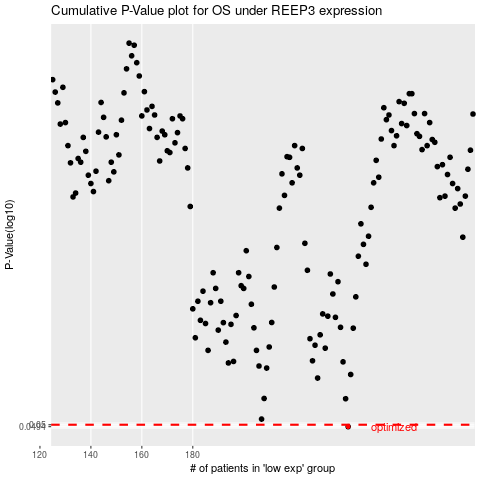 Cumulative P-Value plot for OS under REEP3 expression
P-Value(log10)
0.05
0.0494
optimized
120 140 160 180
# of patients in 'low exp' group